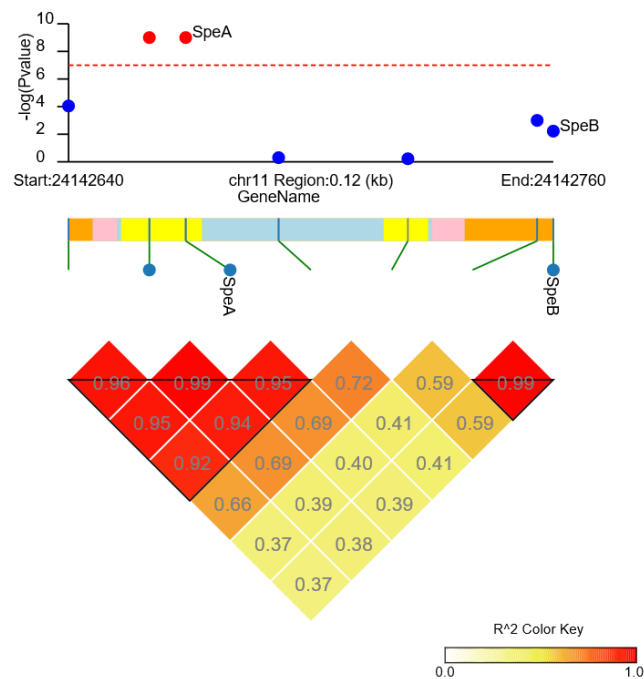 10
8
6
4
2
0
-log(Pvalue)
SpeA
SpeB
Start:24142640
chr11 Region:0.12 (kb)
End:24142760
GeneName
SpeA
SpeB
0.96 0.99 0.95 0.72 0.59 0.99
0.95 0.94 0.69 0.41 0.59
0.92 0.69 0.40 0.41
0.66 0.39 0.39
0.37 0.38
0.37
R^2 Color Key
0.0 1.0